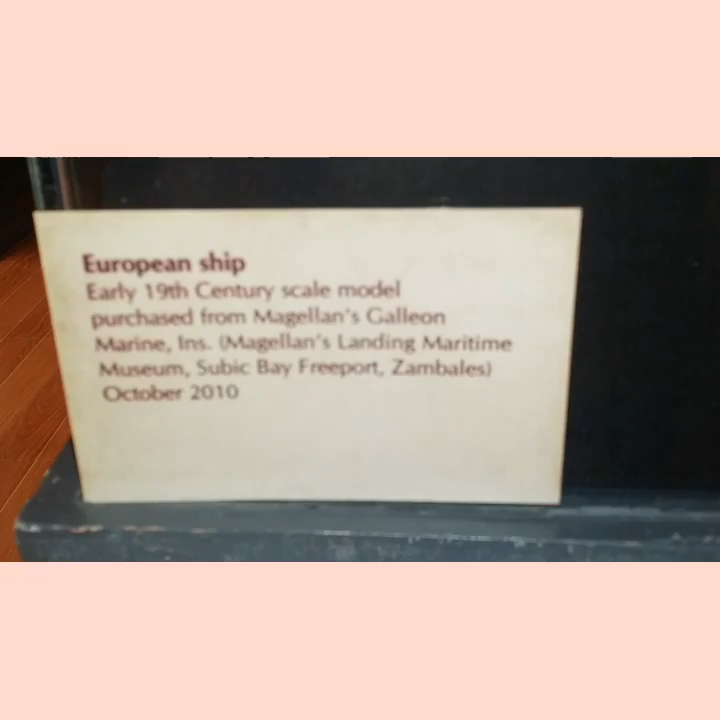 European ship
Early 19th Century scale model
purchased from Magellan's Galleon
Marine, Ins. (Magellan's Landing Maritime
Museum, Subic Bay Freeport, Zambales)
October 2010